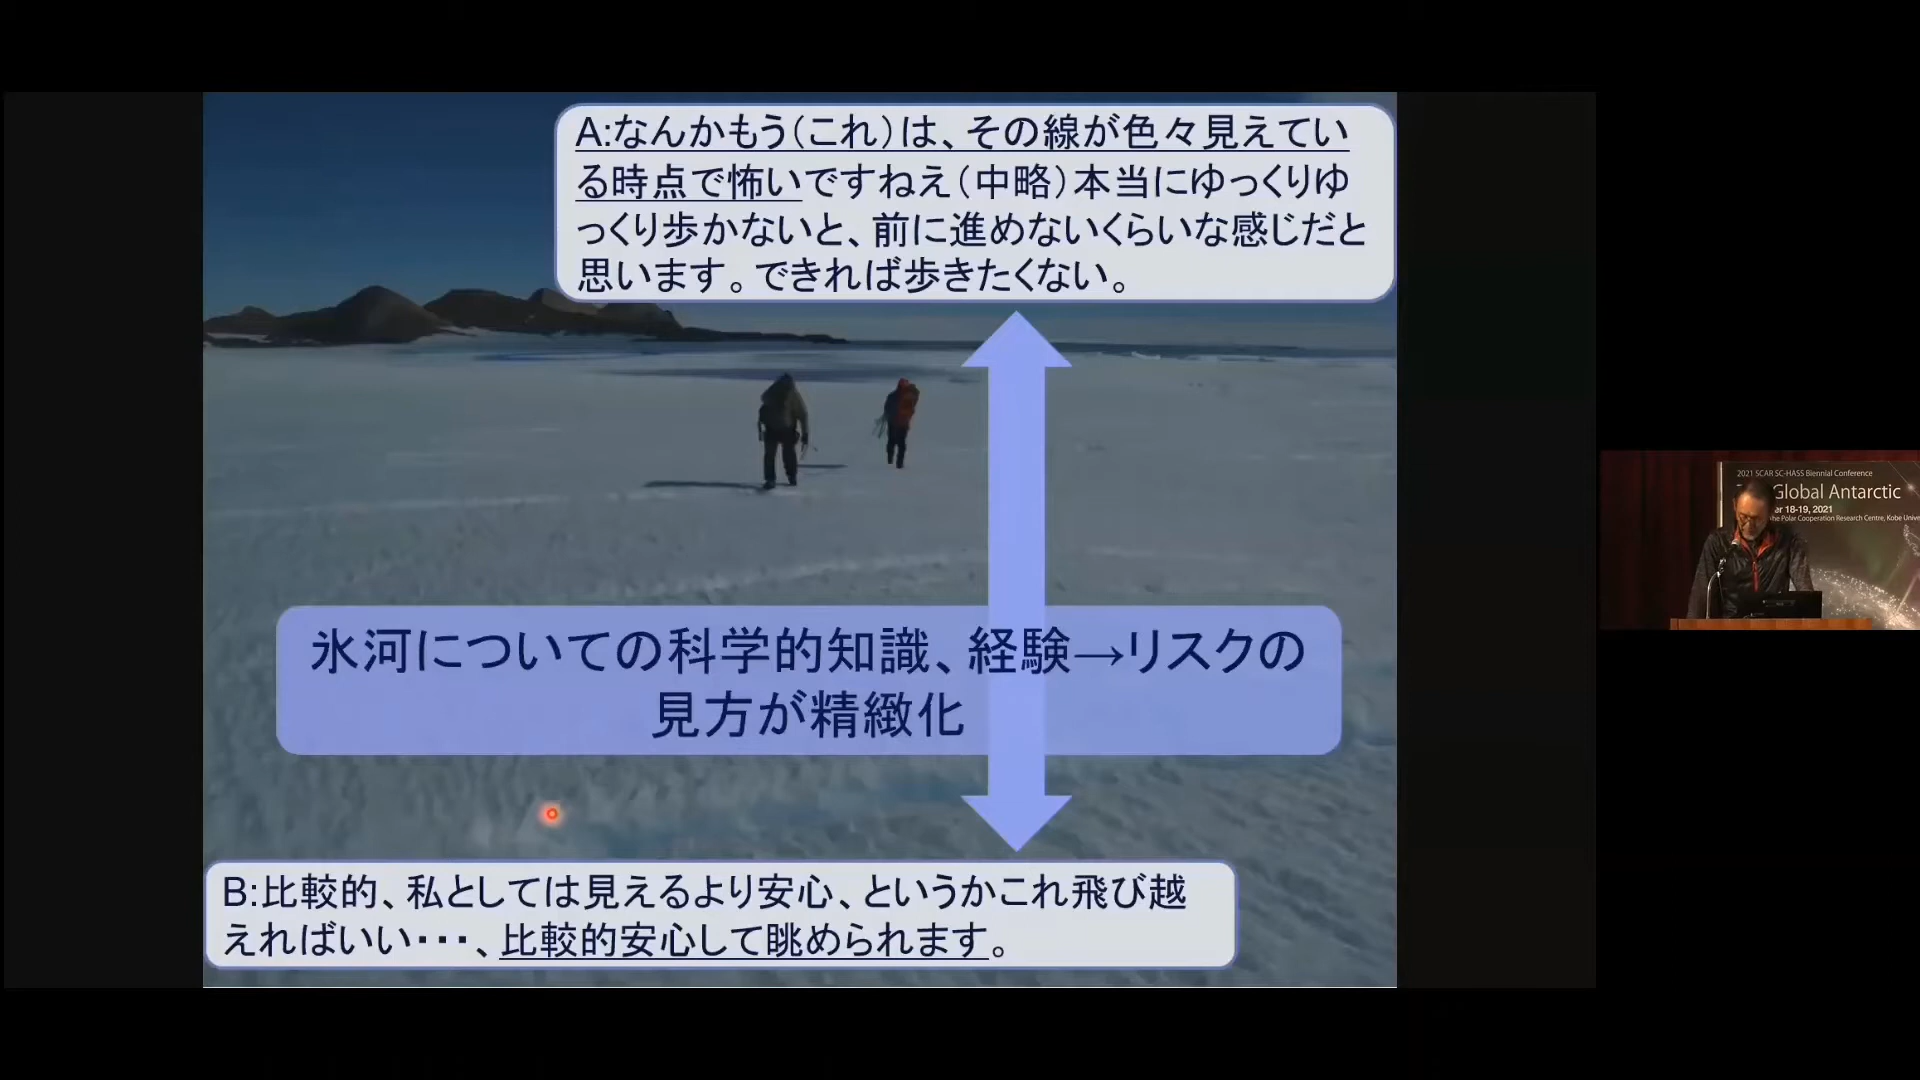 A:なんかもう(これ)は、その線が色々見えてい
る時点で怖いですねえ(中略)本当にゆっくりゆ
っくり歩かないと、前に進めないくらいな感じだと
思います。できれば歩きたくない。
氷河についての科学的知識、経験→リスクの
見方が精緻化
B:比較的、私としては見えるより安心、というかこれ飛び越
えればいい・・・、比較的安心して眺められます。
2021 SCAR SC-HASS Biennial Conference
Global Antarctic
18-19, 2021
the Polar Cooperation Research Centre, Kobe